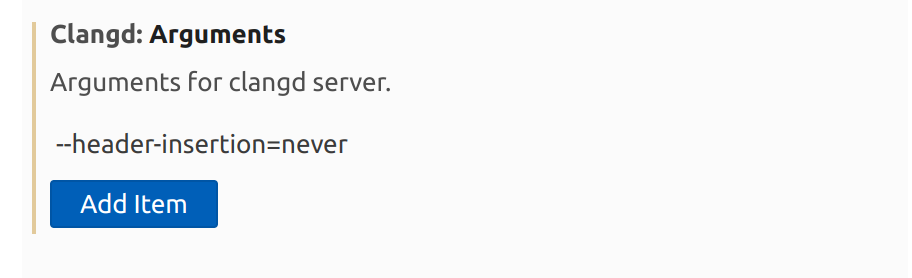 Clangd: Arguments
Arguments for clangd server.
--header-insertion=never
Add Item